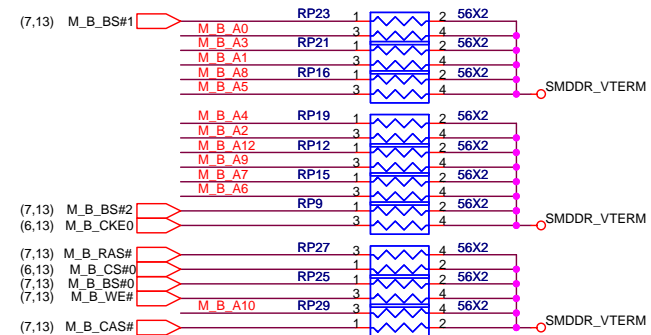 (7,13) M_B_BS#1 RP23 1 2 56X2
M_B_A0 3 4
M_B_A3 RP21 1 2 56X2
M_B_A1 3 4
M_B_A8 RP16 1 2 56X2
M_B_A5 3 4 SMDDR_VTERM
M_B_A4 RP19 1 2 56X2
M_B_A2 3 4
M_B_A12 RP12 1 2 56X2
M_B_A9 3 4
M_B_A7 RP15 1 2 56X2
M_B_A6 3 4
(7,13) M_B_BS#2 RP9 1 2 56X2
(6,13) M_B_CKE0 3 4 SMDDR_VTERM
(7,13) M_B_RAS# RP27 3 4 56X2
(6,13) M_B_CS#0 1 2
(7,13) M_B_BS#0 RP25 1 2 56X2
(7,13) M_B_WE# 3 4
M_B_A10 RP29 3 4 56X2
(7,13) M_B_CAS# 1 2 SMDDR_VTERM